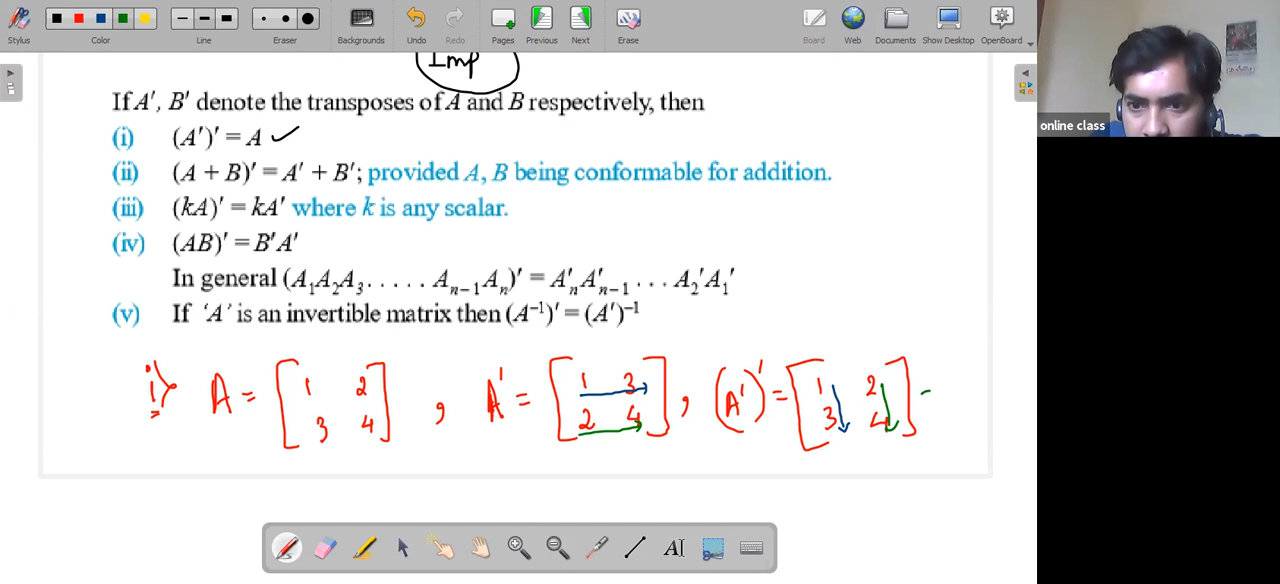 Stylus Color Line Eraser Backgrounds Undo Redo Pages Previous Next Erase Board Web Documents Show Desktop OpenBoard
Imp
online class
If A′, B′ denote the transposes of A and B respectively, then
(i) (A′)′ = A ✓
(ii) (A + B)′ = A′ + B′; provided A, B being conformable for addition.
(iii) (kA)′ = kA′ where k is any scalar.
(iv) (AB)′ = B′A′
In general (A₁A₂A₃ . . . . . Aₙ₋₁Aₙ)′ = A′ₙA′ₙ₋₁ . . . A₂′A₁′
(v) If ‘A’ is an invertible matrix then (A⁻¹)′ = (A′)⁻¹
i) A = [1 2 , A′ = [1 3 , (A′)′ = [1 2
3 4] 2 4] 3 4]